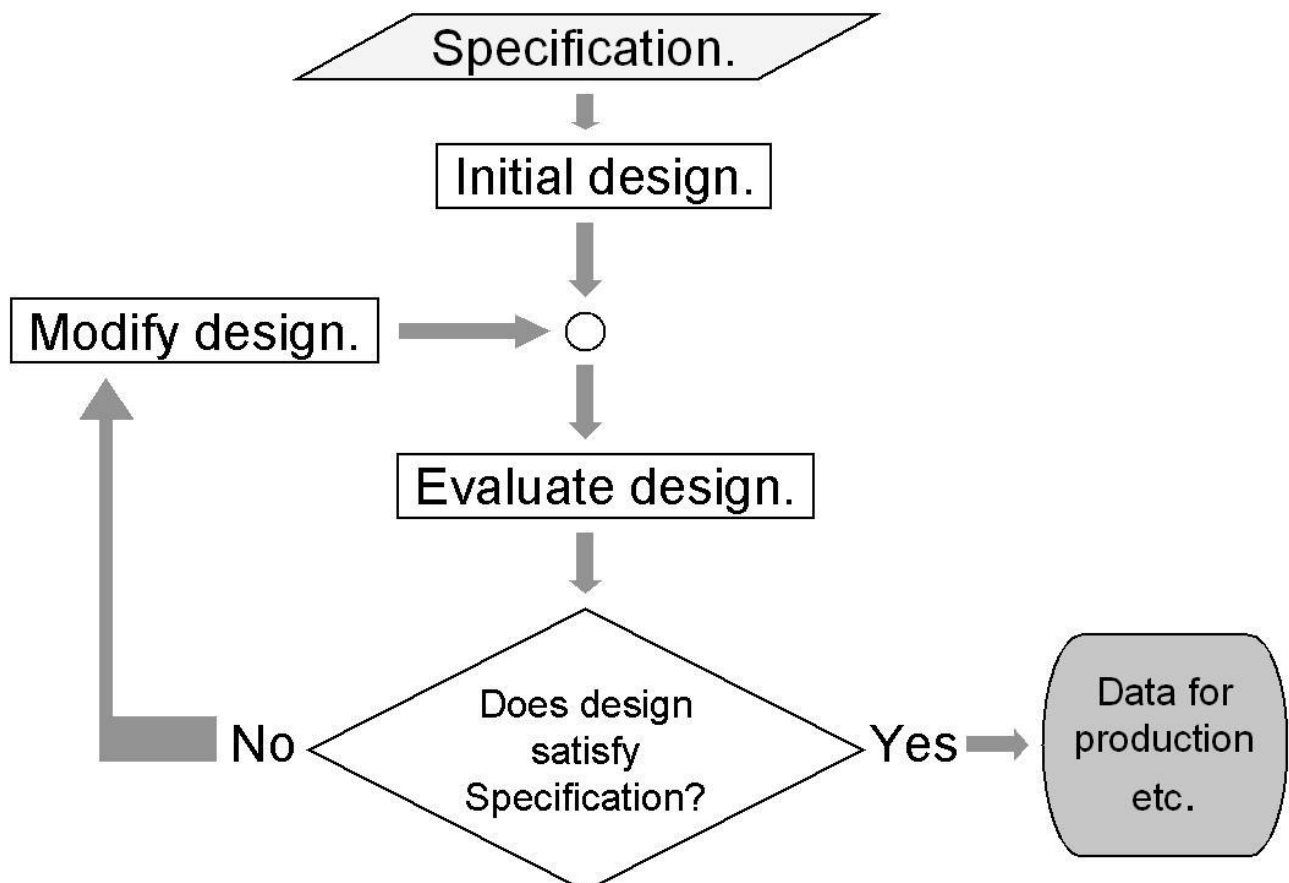 Specification.
Initial design.
Modify design.
Evaluate design.
Does design
satisfy
Specification?
No
Yes
Data for
production
etc.